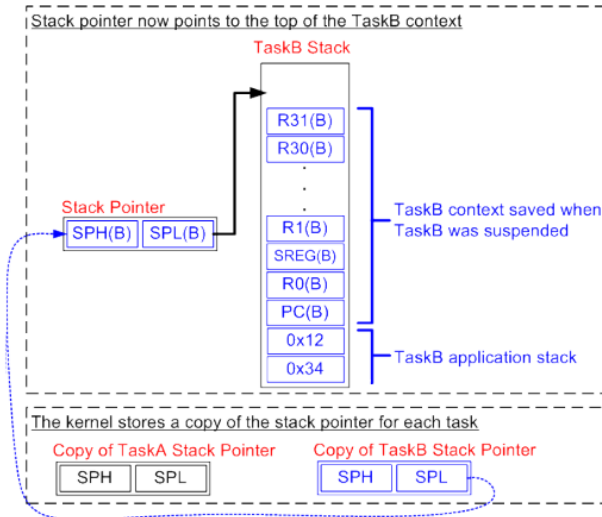 Stack pointer now points to the top of the TaskB context
TaskB Stack
R31(B)
R30(B)
.
.
.
Stack Pointer
SPH(B) SPL(B)
R1(B)
SREG(B)
R0(B)
PC(B)
0x12
0x34
TaskB context saved when
TaskB was suspended
TaskB application stack
The kernel stores a copy of the stack pointer for each task
Copy of TaskA Stack Pointer
SPH SPL
Copy of TaskB Stack Pointer
SPH SPL